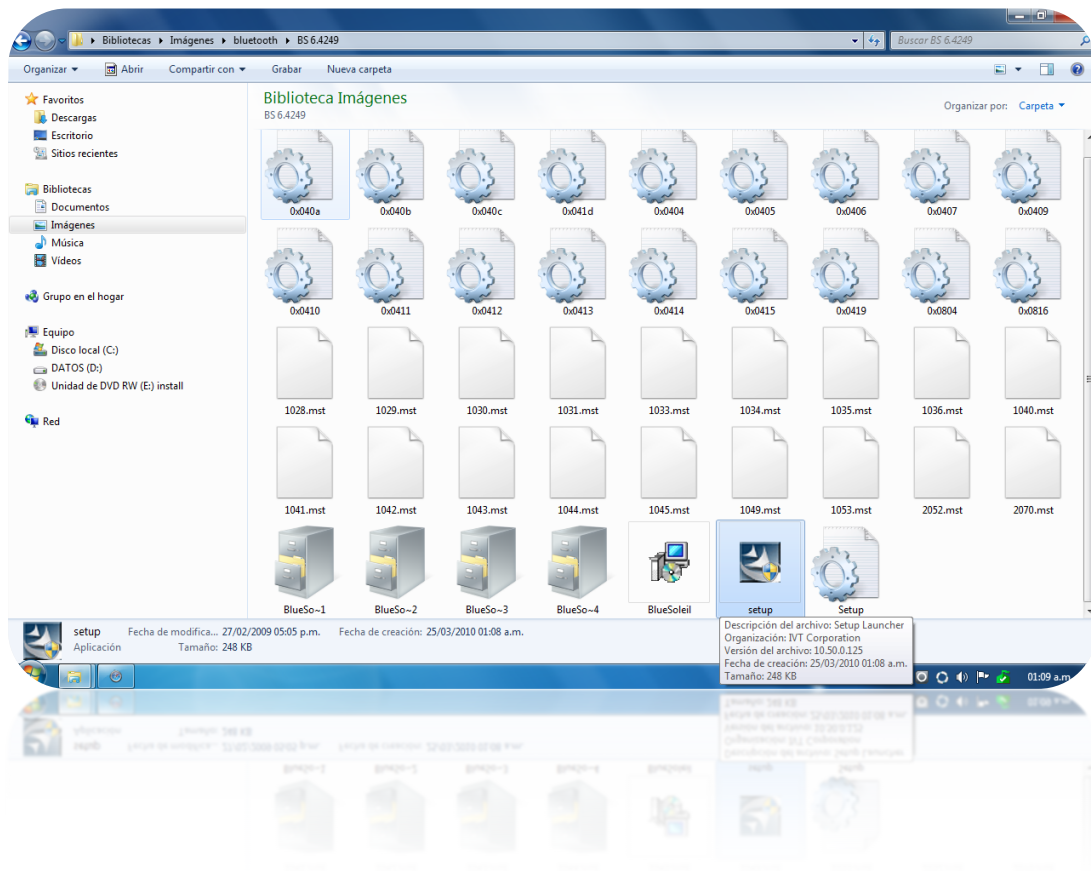 Bibliotecas Imágenes bluetooth BS 6.4249
Buscar BS 6.4249
Organizar Abrir Compartir con Grabar Nueva carpeta
Favoritos
Descargas
Escritorio
Sitios recientes
Bibliotecas
Documentos
Imágenes
Música
Vídeos
Grupo en el hogar
Equipo
Disco local (C:)
DATOS (D:)
Unidad de DVD RW (E:) install
Red
Biblioteca Imágenes
BS 6.4249
Organizar por: Carpeta
0x040a 0x040b 0x040c 0x041d 0x0404 0x0405 0x0406 0x0407 0x0409
0x0410 0x0411 0x0412 0x0413 0x0414 0x0415 0x0419 0x0804 0x0816
1028.mst 1029.mst 1030.mst 1031.mst 1033.mst 1034.mst 1035.mst 1036.mst 1040.mst
1041.mst 1042.mst 1043.mst 1044.mst 1045.mst 1049.mst 1053.mst 2052.mst 2070.mst
BlueSo~1 BlueSo~2 BlueSo~3 BlueSo~4 BlueSoleil setup Setup
Descripción del archivo: Setup Launcher
Organización: IVT Corporation
Versión del archivo: 10.50.0.125
Fecha de creación: 25/03/2010 01:08 a.m.
Tamaño: 248 KB
setup Fecha de modifica... 27/02/2009 05:05 p.m. Fecha de creación: 25/03/2010 01:08 a.m.
Aplicación Tamaño: 248 KB
01:09 a.m.